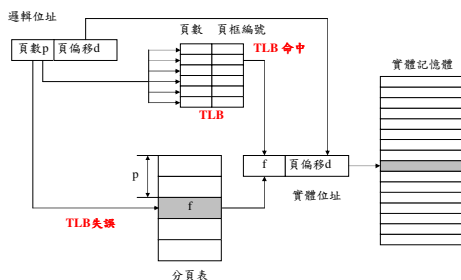 邏輯位址
頁數p 頁偏移d
頁數 頁框編號
TLB 命中
TLB
實體記憶體
p
f
f 頁偏移d
實體位址
TLB失誤
分頁表